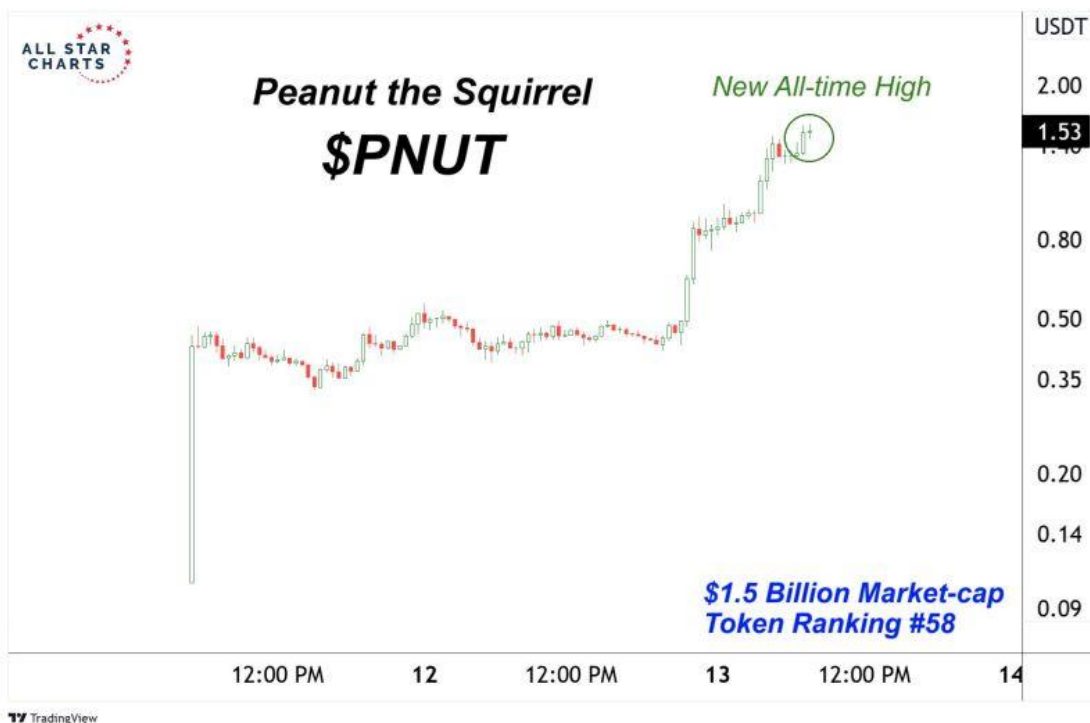 ALL STAR
CHARTS
Peanut the Squirrel
$PNUT
New All-time High
USDT
2.00
1.53
1.40
0.80
0.50
0.35
0.20
0.14
0.09
$1.5 Billion Market-cap
Token Ranking #58
12:00 PM 12 12:00 PM 13 12:00 PM 14
TradingView